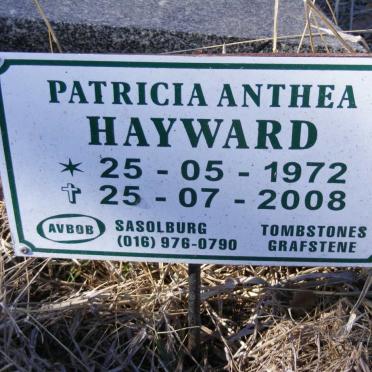 PATRICIA ANTHEA
HAYWARD
25 - 05 - 1972
25 - 07 - 2008
AVBOB
SASOLBURG
(016) 976-0790
TOMBSTONES
GRAFSTENE